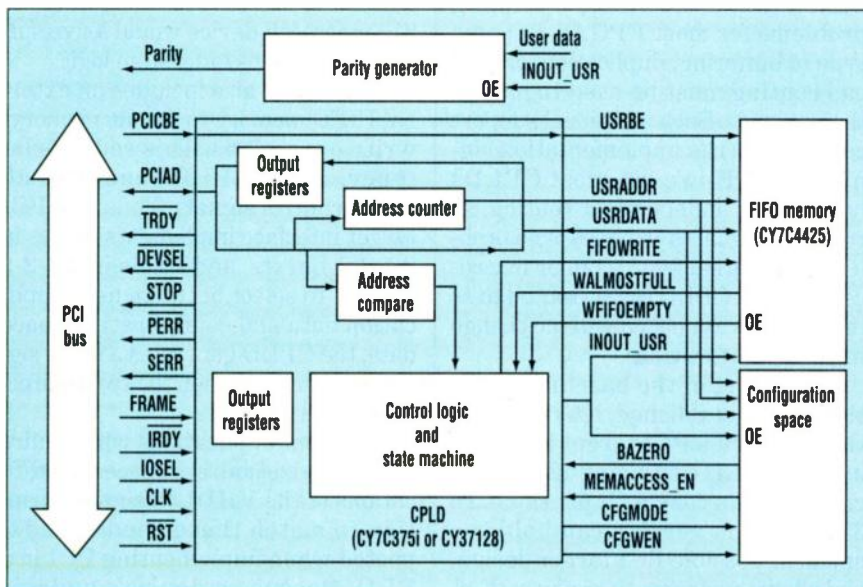 Parity
Parity generator
User data
INOUT_USR
OE
PCI
bus
PCICBE
PCIAD
TRDY
DEVSEL
STOP
PERR
SERR
FRAME
IRDY
IOSEL
CLK
RST
Output
registers
Address counter
Address
compare
Output
registers
Control logic
and
state machine
CPLD
(CY7C375i or CY37128)
USRBE
USRADDR
USRDATA
FIFOWRITE
WALMOSTFULL
WFIFOEMPTY
INOUT_USR
BAZERO
MEMACCESS_EN
CFGMODE
CFGWEN
FIFO memory
(CY7C4425)
OE
Configuration
space
OE